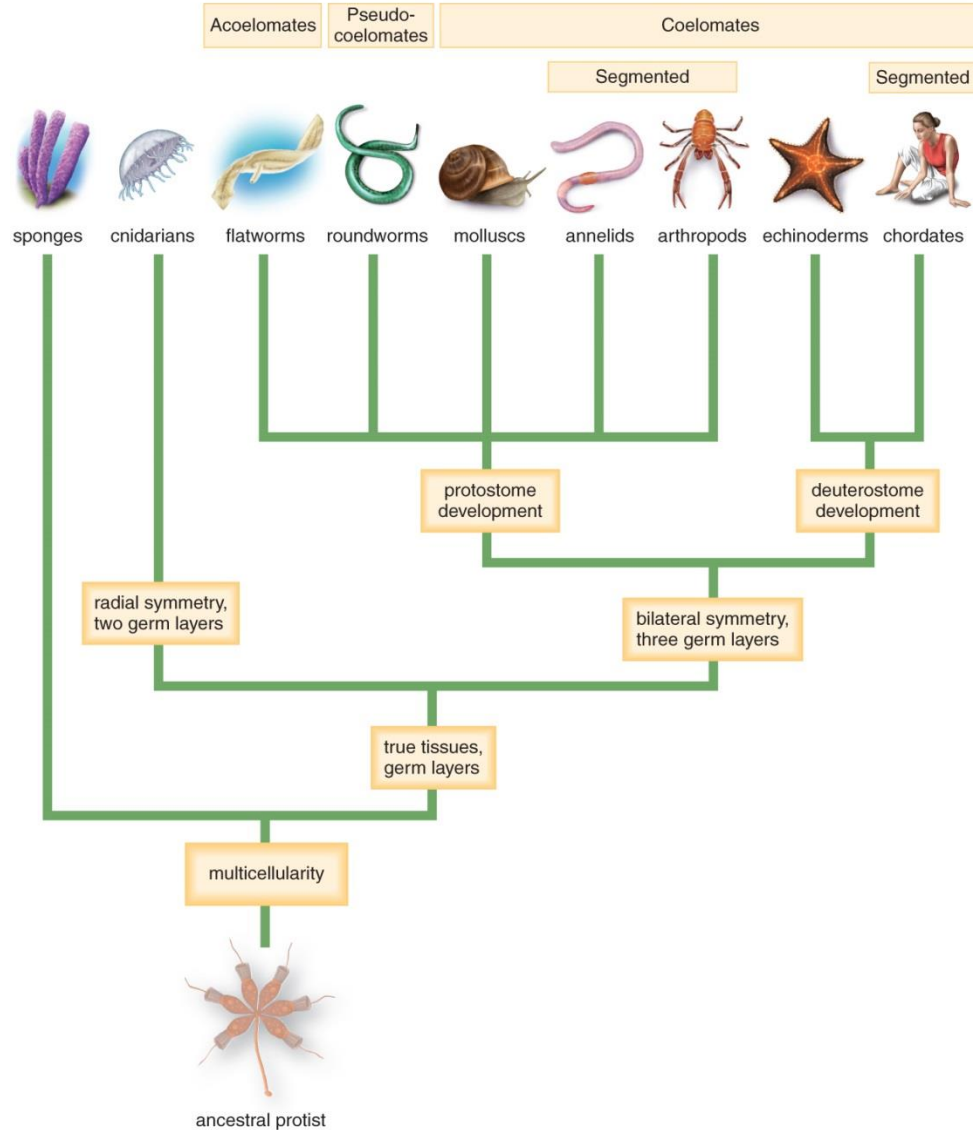 Acoelomates
Pseudo-
coelomates
Coelomates
Segmented
Segmented
sponges
cnidarians
flatworms
roundworms
molluscs
annelids
arthropods
echinoderms
chordates
protostome
development
deuterostome
development
radial symmetry,
two germ layers
bilateral symmetry,
three germ layers
true tissues,
germ layers
multicellularity
ancestral protist